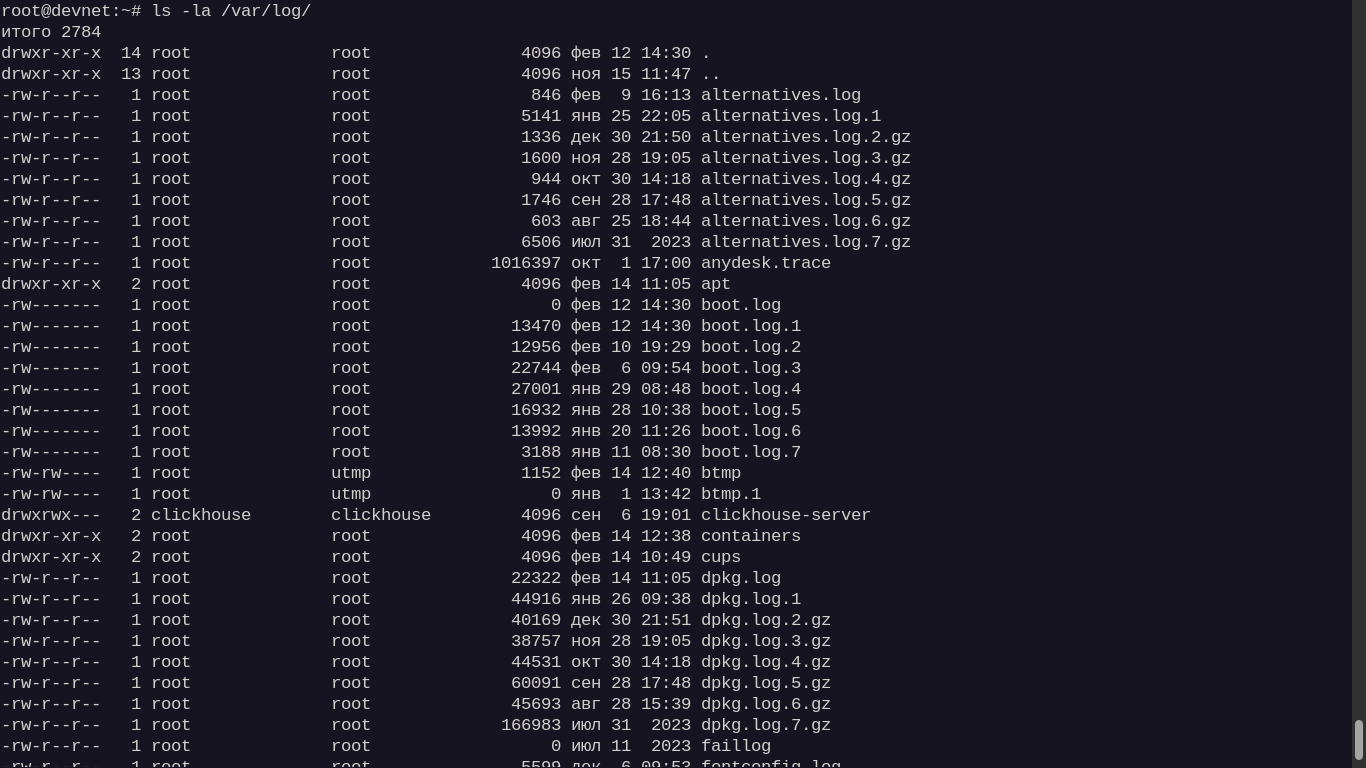 root@devnet:~# ls -la /var/log/
итого 2784
drwxr-xr-x  14 root              root               4096 фев 12 14:30 .
drwxr-xr-x  13 root              root               4096 ноя 15 11:47 ..
-rw-r--r--   1 root              root                846 фев  9 16:13 alternatives.log
-rw-r--r--   1 root              root               5141 янв 25 22:05 alternatives.log.1
-rw-r--r--   1 root              root               1336 дек 30 21:50 alternatives.log.2.gz
-rw-r--r--   1 root              root               1600 ноя 28 19:05 alternatives.log.3.gz
-rw-r--r--   1 root              root                944 окт 30 14:18 alternatives.log.4.gz
-rw-r--r--   1 root              root               1746 сен 28 17:48 alternatives.log.5.gz
-rw-r--r--   1 root              root                603 авг 25 18:44 alternatives.log.6.gz
-rw-r--r--   1 root              root               6506 июл 31  2023 alternatives.log.7.gz
-rw-r--r--   1 root              root            1016397 окт  1 17:00 anydesk.trace
drwxr-xr-x   2 root              root               4096 фев 14 11:05 apt
-rw-------   1 root              root                  0 фев 12 14:30 boot.log
-rw-------   1 root              root              13470 фев 12 14:30 boot.log.1
-rw-------   1 root              root              12956 фев 10 19:29 boot.log.2
-rw-------   1 root              root              22744 фев  6 09:54 boot.log.3
-rw-------   1 root              root              27001 янв 29 08:48 boot.log.4
-rw-------   1 root              root              16932 янв 28 10:38 boot.log.5
-rw-------   1 root              root              13992 янв 20 11:26 boot.log.6
-rw-------   1 root              root               3188 янв 11 08:30 boot.log.7
-rw-rw----   1 root              utmp               1152 фев 14 12:40 btmp
-rw-rw----   1 root              utmp                  0 янв  1 13:42 btmp.1
drwxrwx---   2 clickhouse        clickhouse         4096 сен  6 19:01 clickhouse-server
drwxr-xr-x   2 root              root               4096 фев 14 12:38 containers
drwxr-xr-x   2 root              root               4096 фев 14 10:49 cups
-rw-r--r--   1 root              root              22322 фев 14 11:05 dpkg.log
-rw-r--r--   1 root              root              44916 янв 26 09:38 dpkg.log.1
-rw-r--r--   1 root              root              40169 дек 30 21:51 dpkg.log.2.gz
-rw-r--r--   1 root              root              38757 ноя 28 19:05 dpkg.log.3.gz
-rw-r--r--   1 root              root              44531 окт 30 14:18 dpkg.log.4.gz
-rw-r--r--   1 root              root              60091 сен 28 17:48 dpkg.log.5.gz
-rw-r--r--   1 root              root              45693 авг 28 15:39 dpkg.log.6.gz
-rw-r--r--   1 root              root             166983 июл 31  2023 dpkg.log.7.gz
-rw-r--r--   1 root              root                  0 июл 11  2023 faillog
-rw-r--r--   1 root              root               5599 дек  6 09:53 fontconfig.log